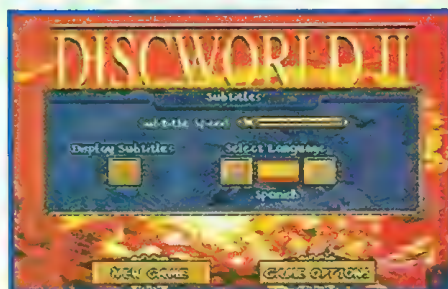 DISCWORLD II
Subtitles
Subtitle Speed
Display Subtitles Select Language
Spanish
NEW GAME GAME OPTIONS